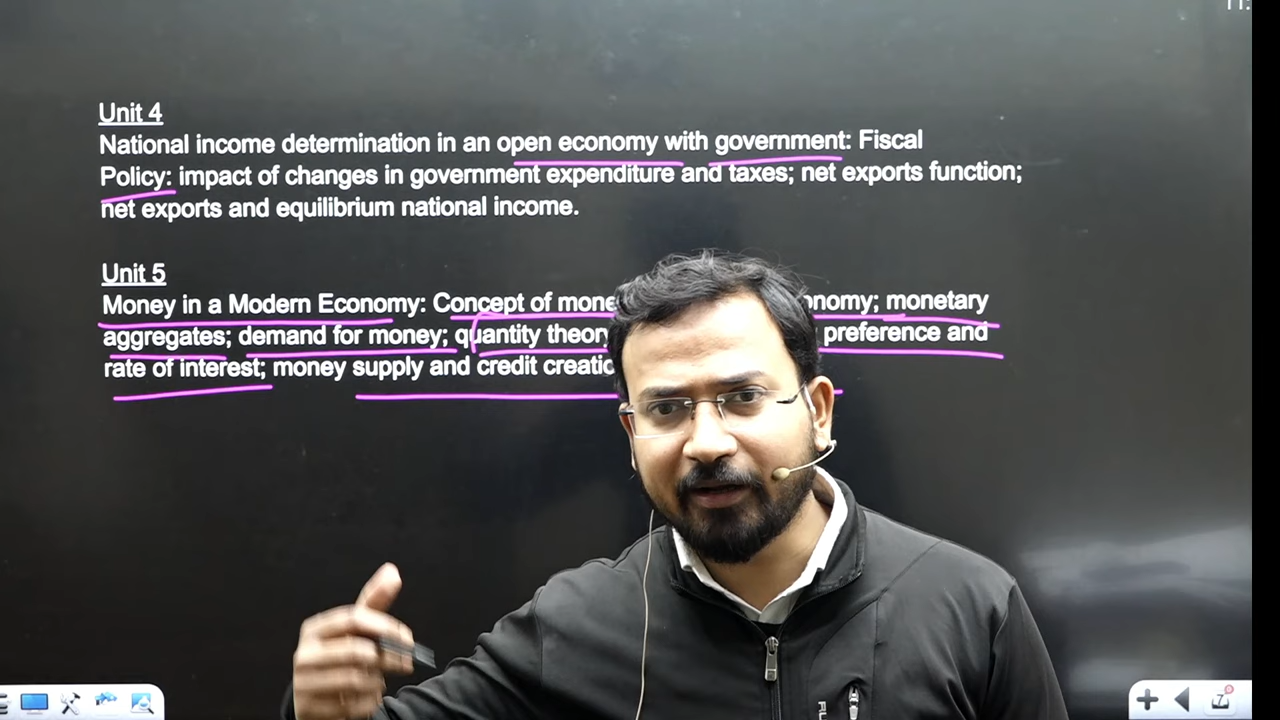 11:
Unit 4
National income determination in an open economy with government: Fiscal
Policy: impact of changes in government expenditure and taxes; net exports function;
net exports and equilibrium national income.
Unit 5
Money in a Modern Economy: Concept of mone onomy; monetary
aggregates; demand for money; quantity theory preference and
rate of interest; money supply and credit creatio